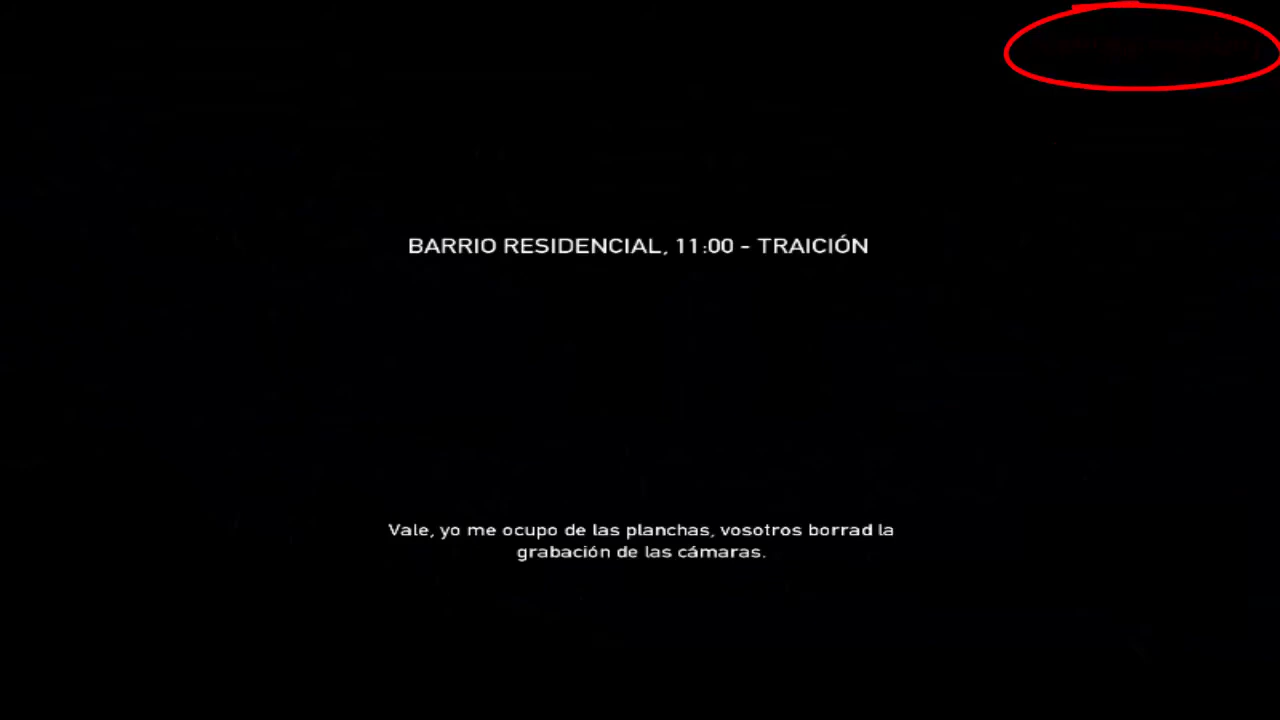 BARRIO RESIDENCIAL, 11:00 - TRAICIÓN
Vale, yo me ocupo de las planchas, vosotros borrad la
grabación de las cámaras.